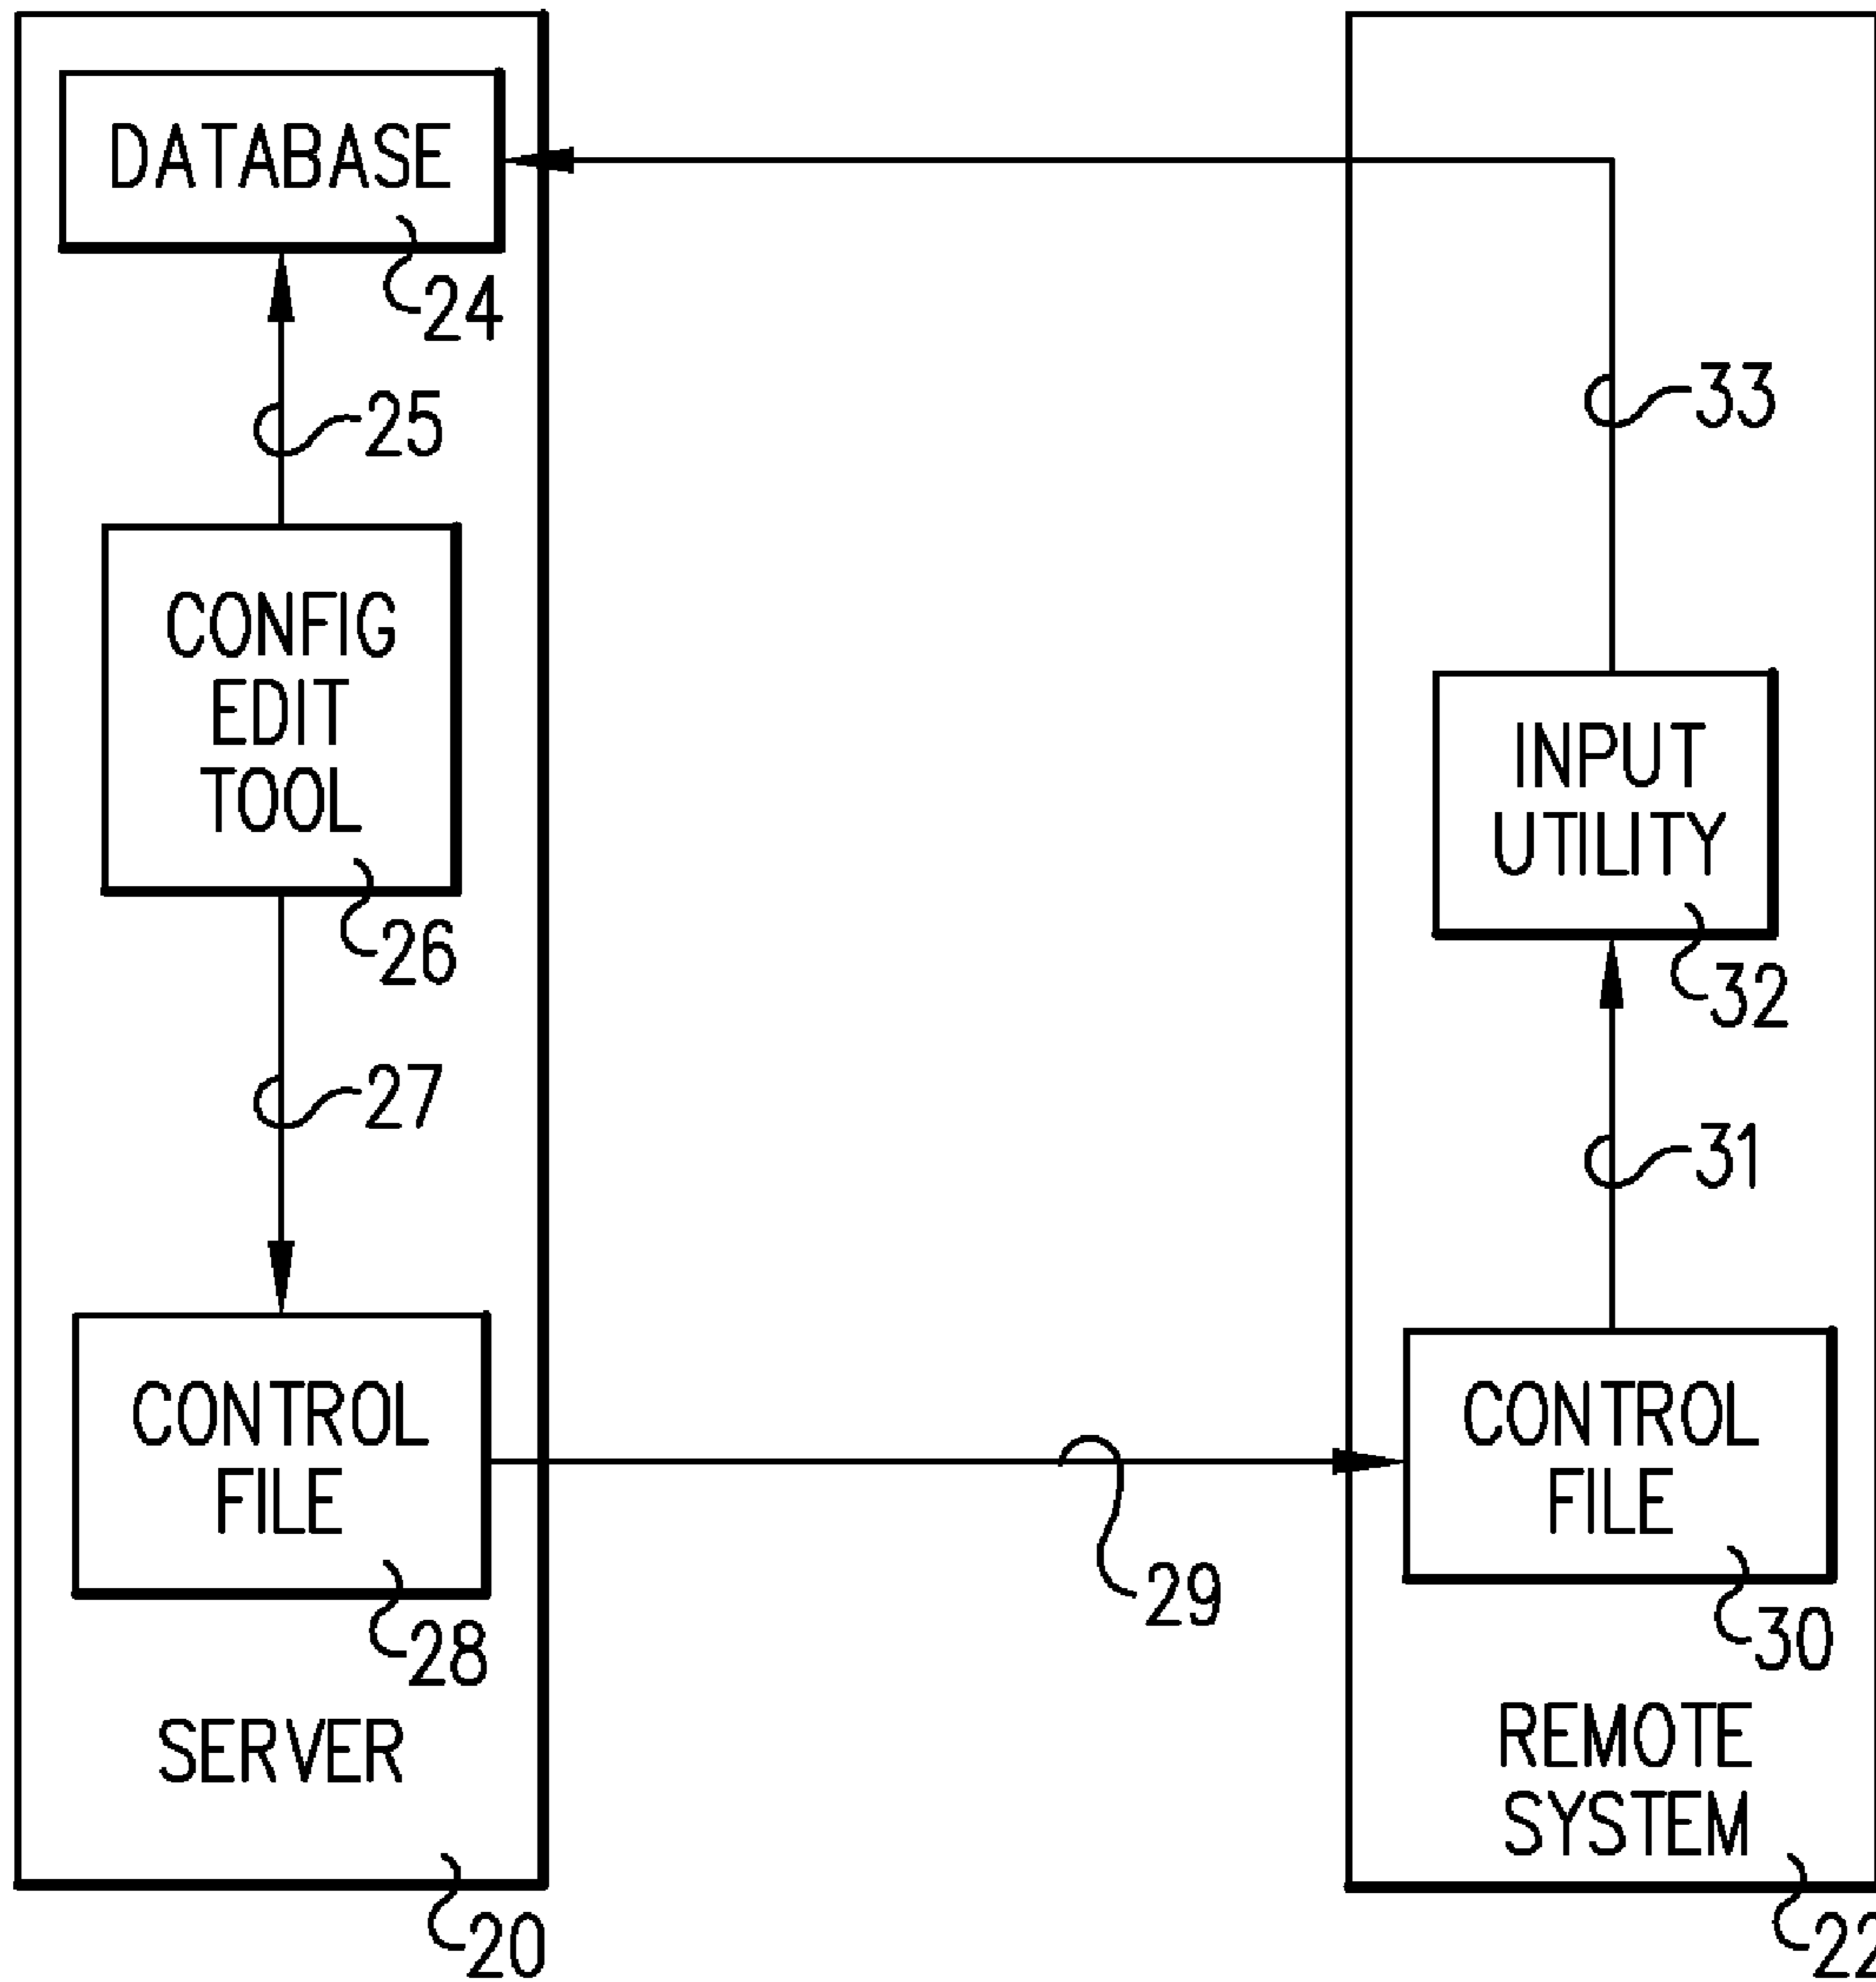 DATABASE
24
25
CONFIG
EDIT
TOOL
26
27
CONTROL
FILE
28
SERVER
20
29
33
INPUT
UTILITY
32
31
CONTROL
FILE
30
REMOTE
SYSTEM
22